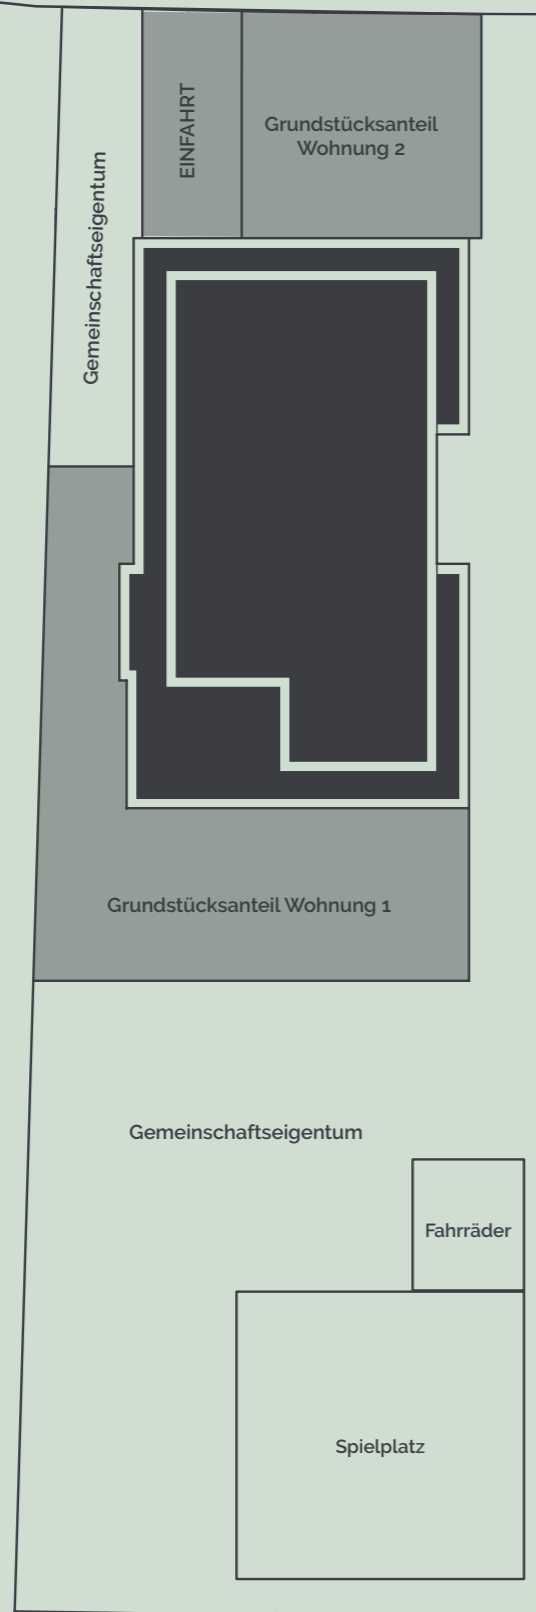 EINFAHRT
Grundstücksanteil
Wohnung 2
Gemeinschaftseigentum
Grundstücksanteil Wohnung 1
Gemeinschaftseigentum
Fahrräder
Spielplatz